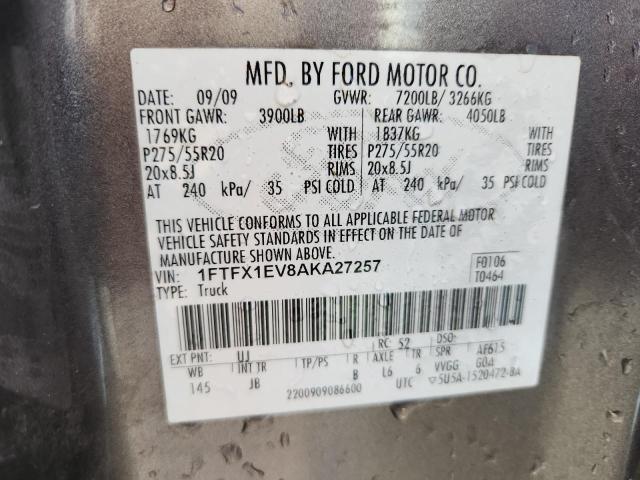 MFD. BY FORD MOTOR CO.
DATE: 09/09 GVWR: 7200LB/ 3266KG
FRONT GAWR: 3900LB REAR GAWR: 4050LB
1769KG WITH 1837KG WITH
P275/55R20 TIRES P275/55R20 TIRES
20x8.5J RIMS 20x8.5J RIMS
AT 240 kPa/ 35 PSI COLD AT 240 kPa/ 35 PSI COLD
THIS VEHICLE CONFORMS TO ALL APPLICABLE FEDERAL MOTOR
VEHICLE SAFETY STANDARDS IN EFFECT ON THE DATE OF
MANUFACTURE SHOWN ABOVE.
VIN: 1FTFX1EV8AKA27257 F0106
TYPE: Truck T0464
EXT PNT: UJ RC: 52 DSO:
WB INT TR TP/PS R AXLE TR SPR AF615
145 JB B L6 6 VVGG G04
2200909086600 UTC ▽5U5A-1520472-BA